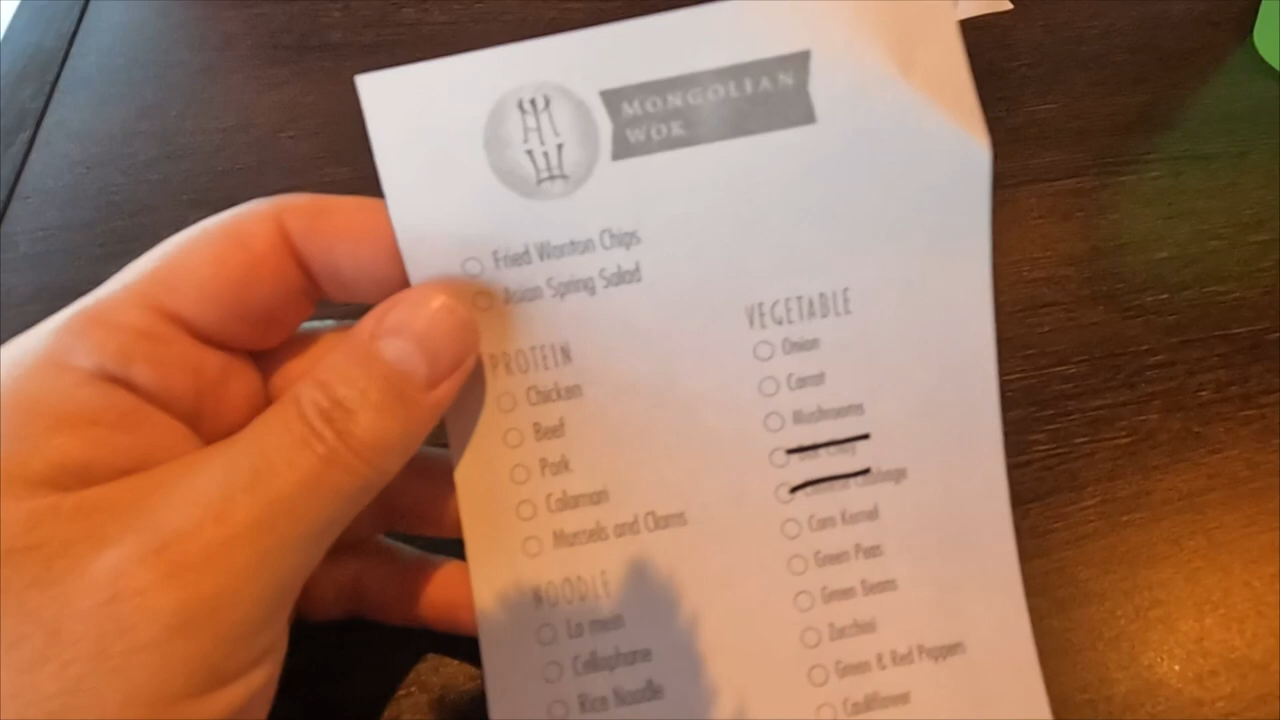 MONGOLIAN
WOK
Fried Wonton Chips
Asian Spring Salad
PROTEIN
Chicken
Beef
Pork
Calamari
Mussels and Clams
NOODLE
Lo mein
Cellophane
Rice Noodle
VEGETABLE
Onion
Carrot
Mushrooms
Corn Kernel
Green Peas
Green Beans
Zucchini
Green & Red Peppers
Cauliflower